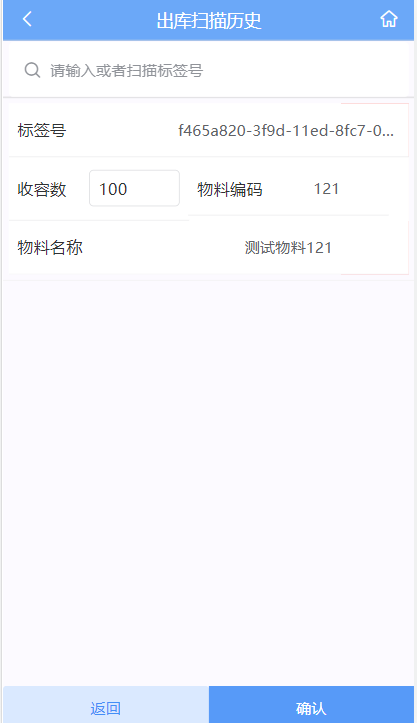 出库扫描历史
请输入或者扫描标签号
标签号 f465a820-3f9d-11ed-8fc7-0...
收容数 100 物料编码 121
物料名称 测试物料121
返回 确认